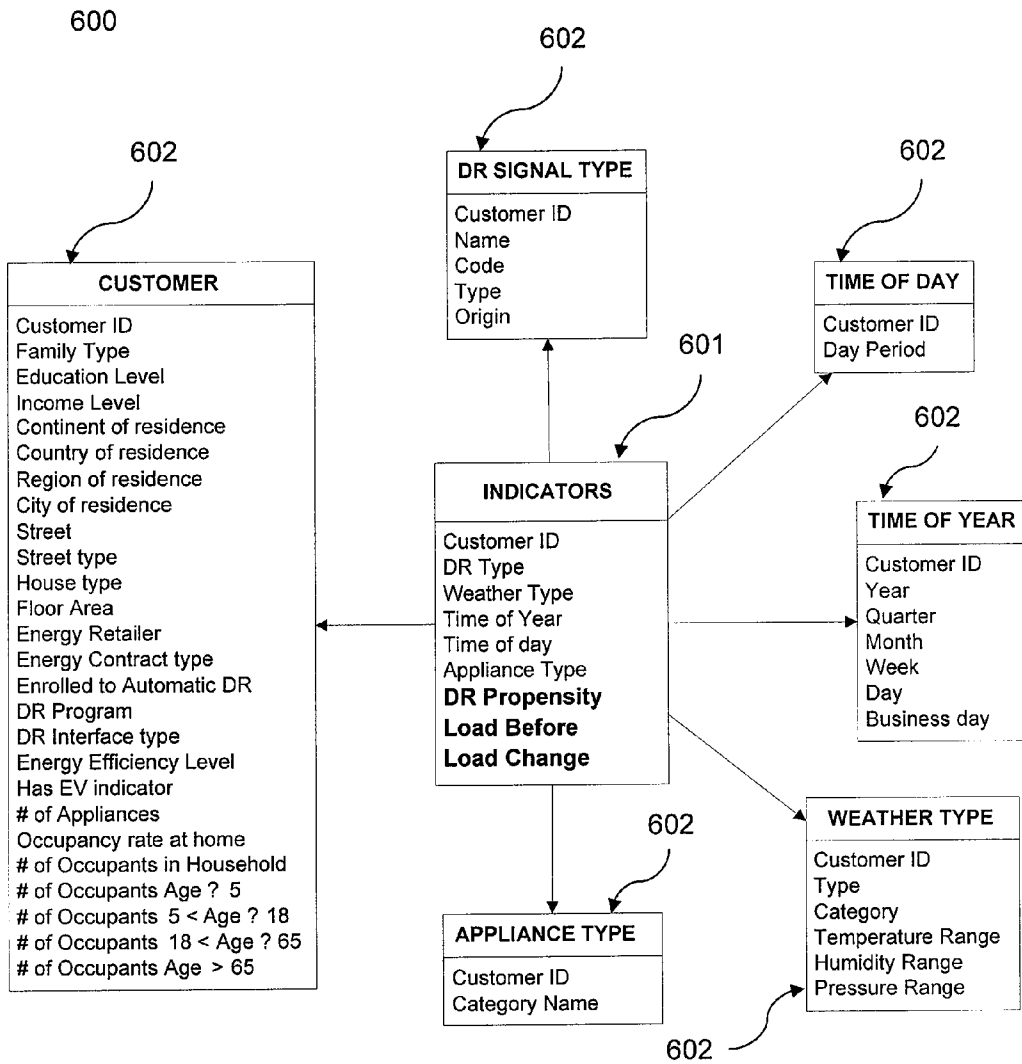 600
602
DR SIGNAL TYPE
Customer ID
Name
Code
Type
Origin
602
CUSTOMER
Customer ID
Family Type
Education Level
Income Level
Continent of residence
Country of residence
Region of residence
City of residence
Street
Street type
House type
Floor Area
Energy Retailer
Energy Contract type
Enrolled to Automatic DR
DR Program
DR Interface type
Energy Efficiency Level
Has EV indicator
# of Appliances
Occupancy rate at home
# of Occupants in Household
# of Occupants Age ? 5
# of Occupants 5 < Age ? 18
# of Occupants 18 < Age ? 65
# of Occupants Age > 65
602
TIME OF DAY
Customer ID
Day Period
601
INDICATORS
Customer ID
DR Type
Weather Type
Time of Year
Time of day
Appliance Type
DR Propensity
Load Before
Load Change
602
TIME OF YEAR
Customer ID
Year
Quarter
Month
Week
Day
Business day
602
APPLIANCE TYPE
Customer ID
Category Name
WEATHER TYPE
Customer ID
Type
Category
Temperature Range
Humidity Range
Pressure Range
602